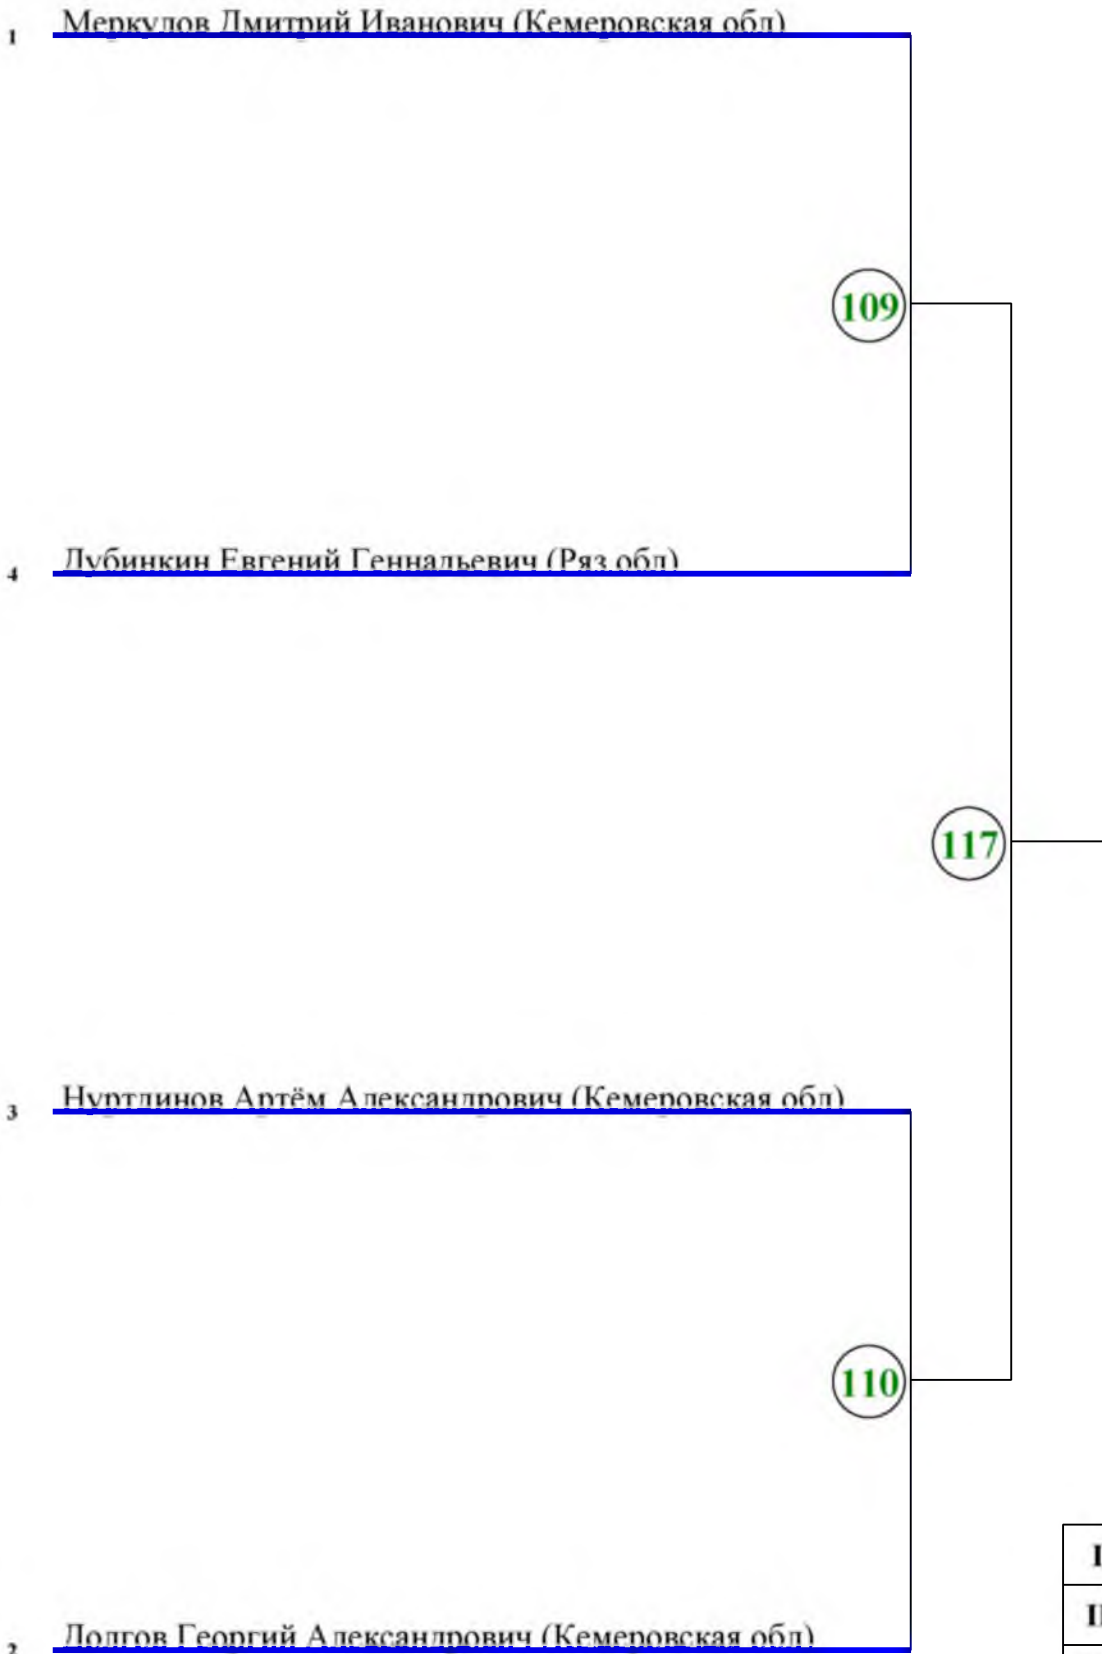 1 Меркулов Дмитрий Иванович (Кемеровская обл)
109
4 Дубинкин Евгений Геннадьевич (Ряз.обл)
117
3 Нуртдинов Артём Александрович (Кемеровская обл)
110
I
II
2 Долгов Георгий Александрович (Кемеровская обл)